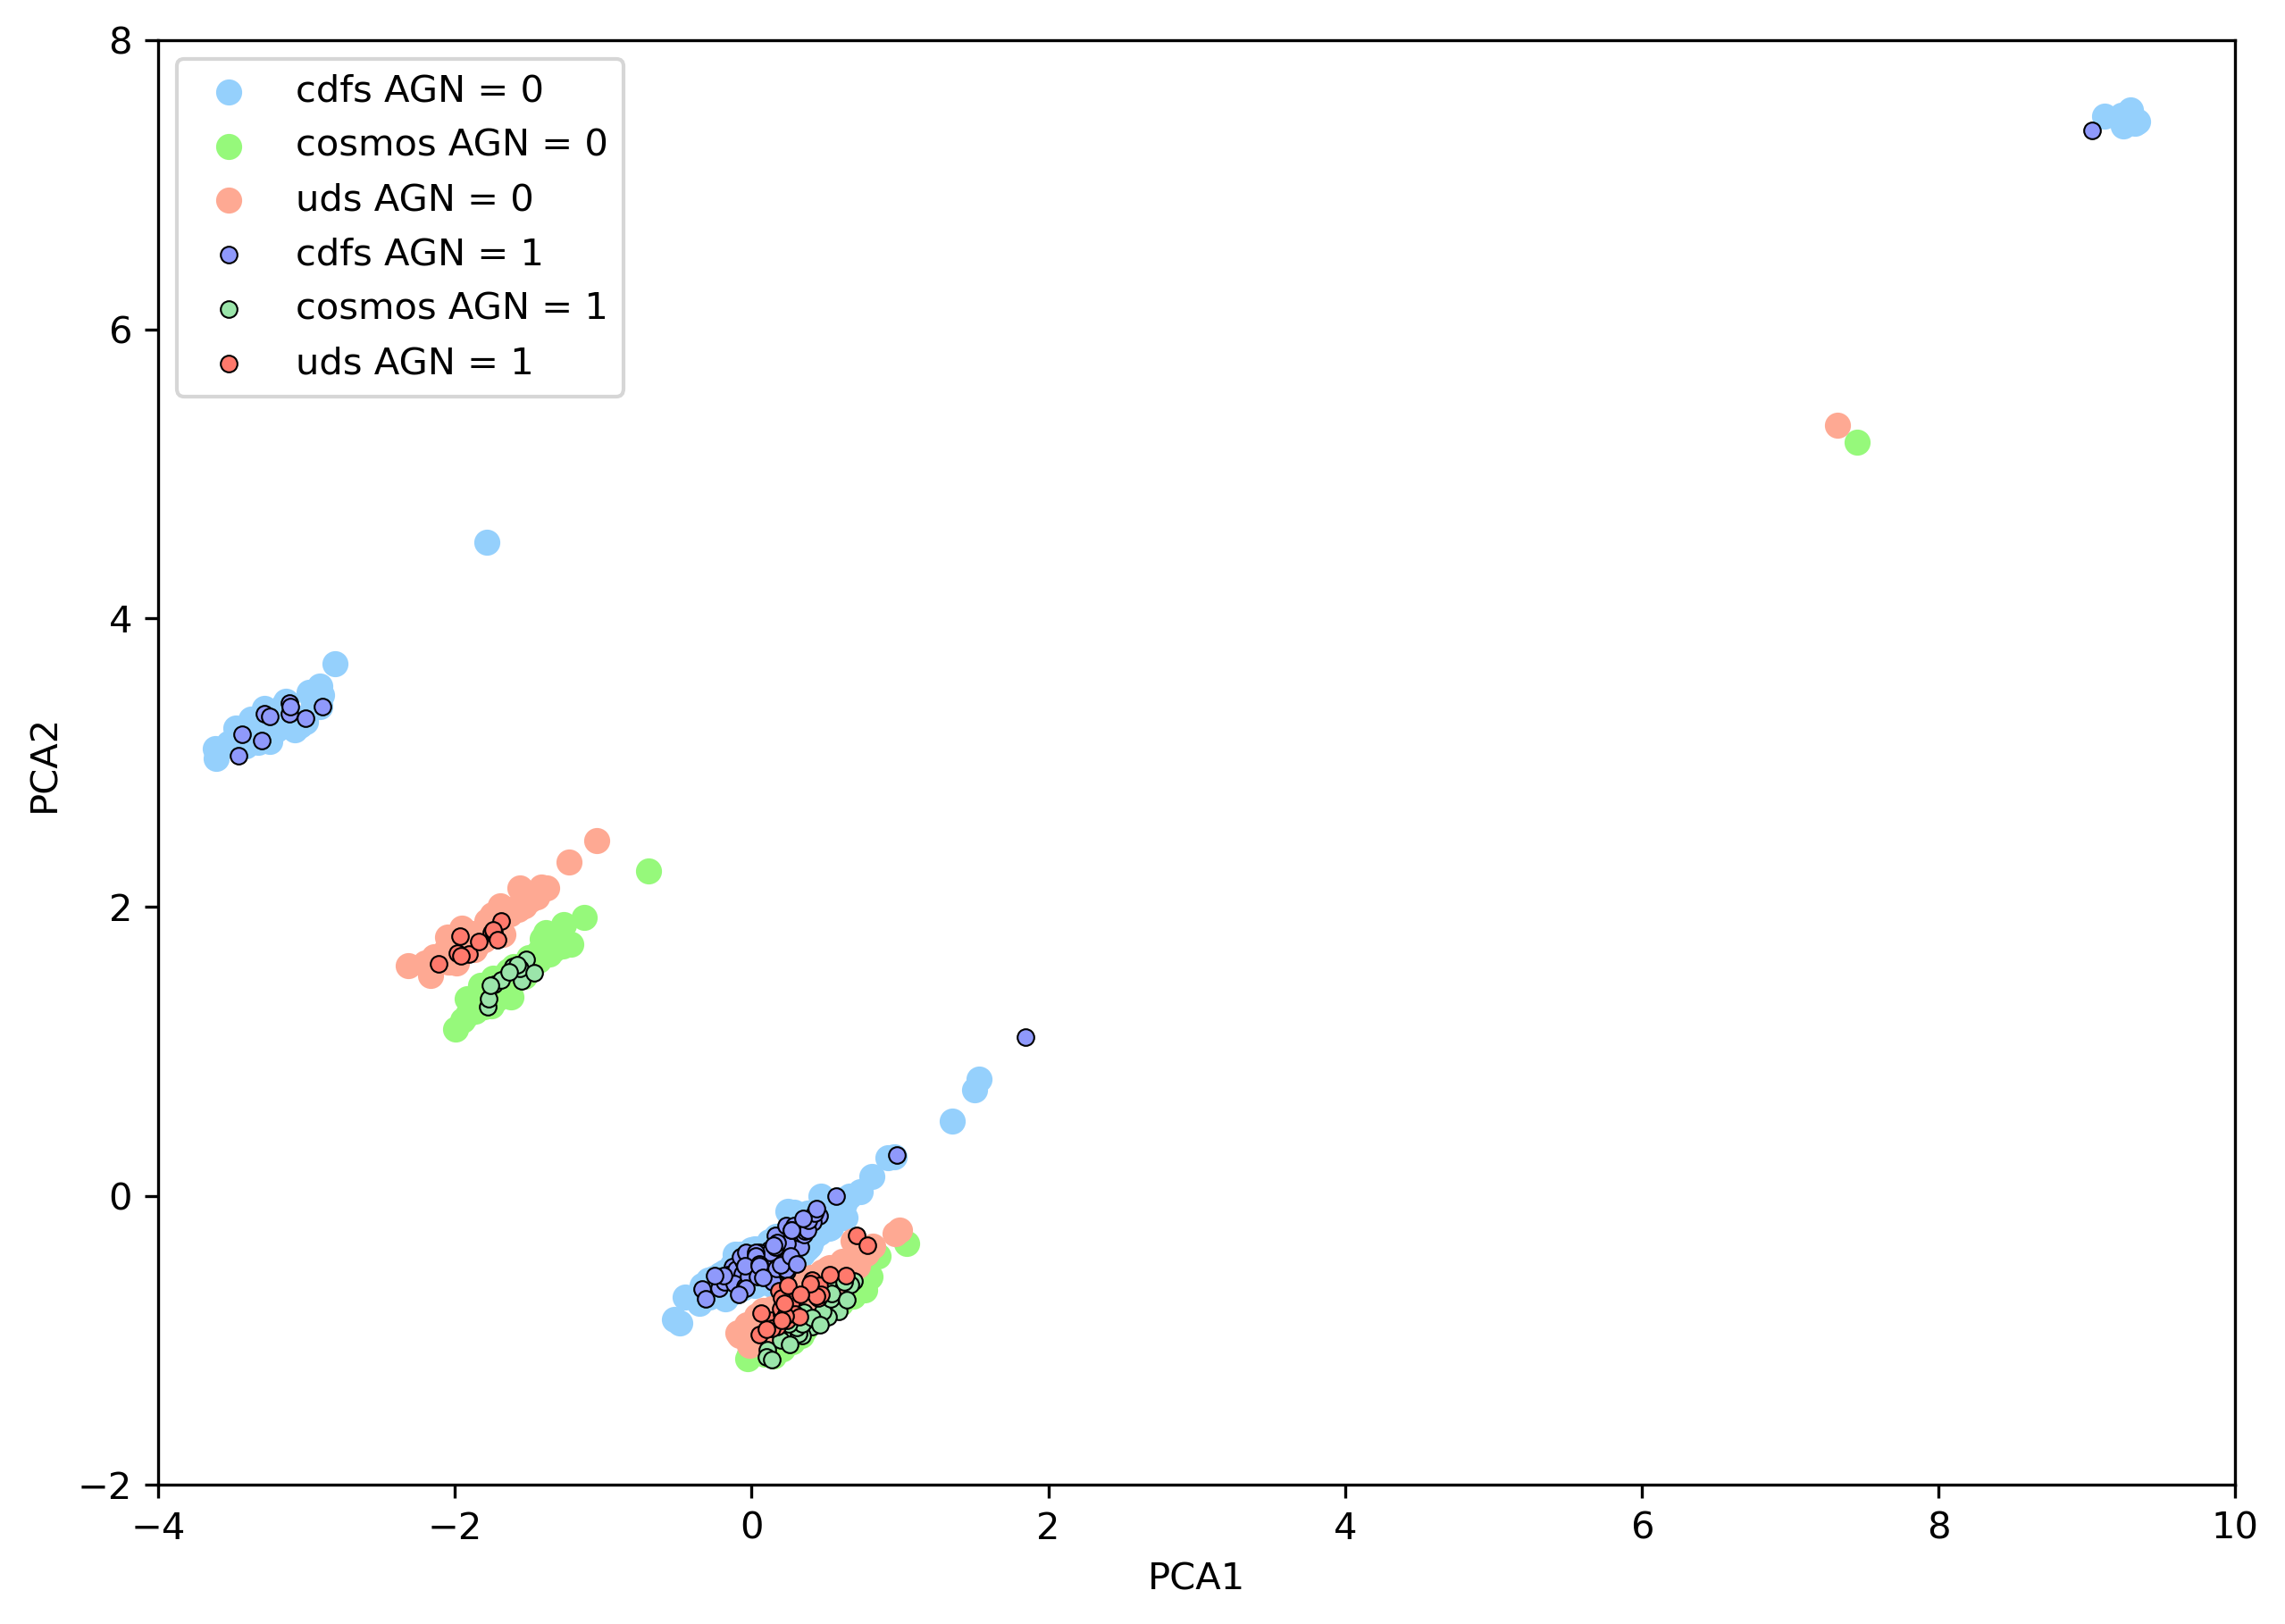 8
6
4
2
0
−2
PCA2
cdfs AGN = 0
cosmos AGN = 0
uds AGN = 0
cdfs AGN = 1
cosmos AGN = 1
uds AGN = 1
−4
−2
0
2
4
6
8
10
PCA1